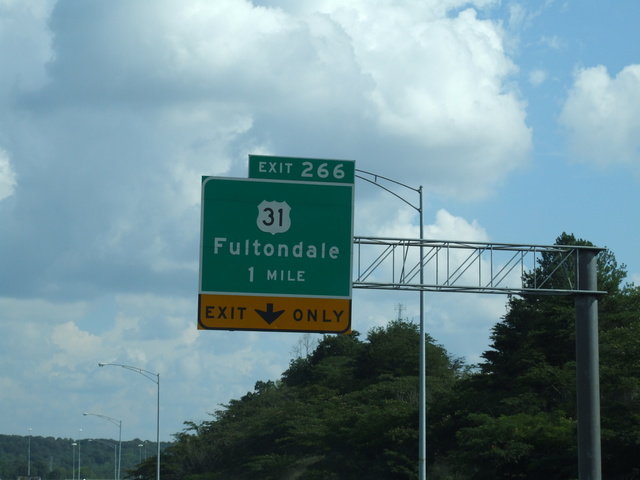 EXIT 266
31
Fultondale
1 MILE
EXIT ONLY